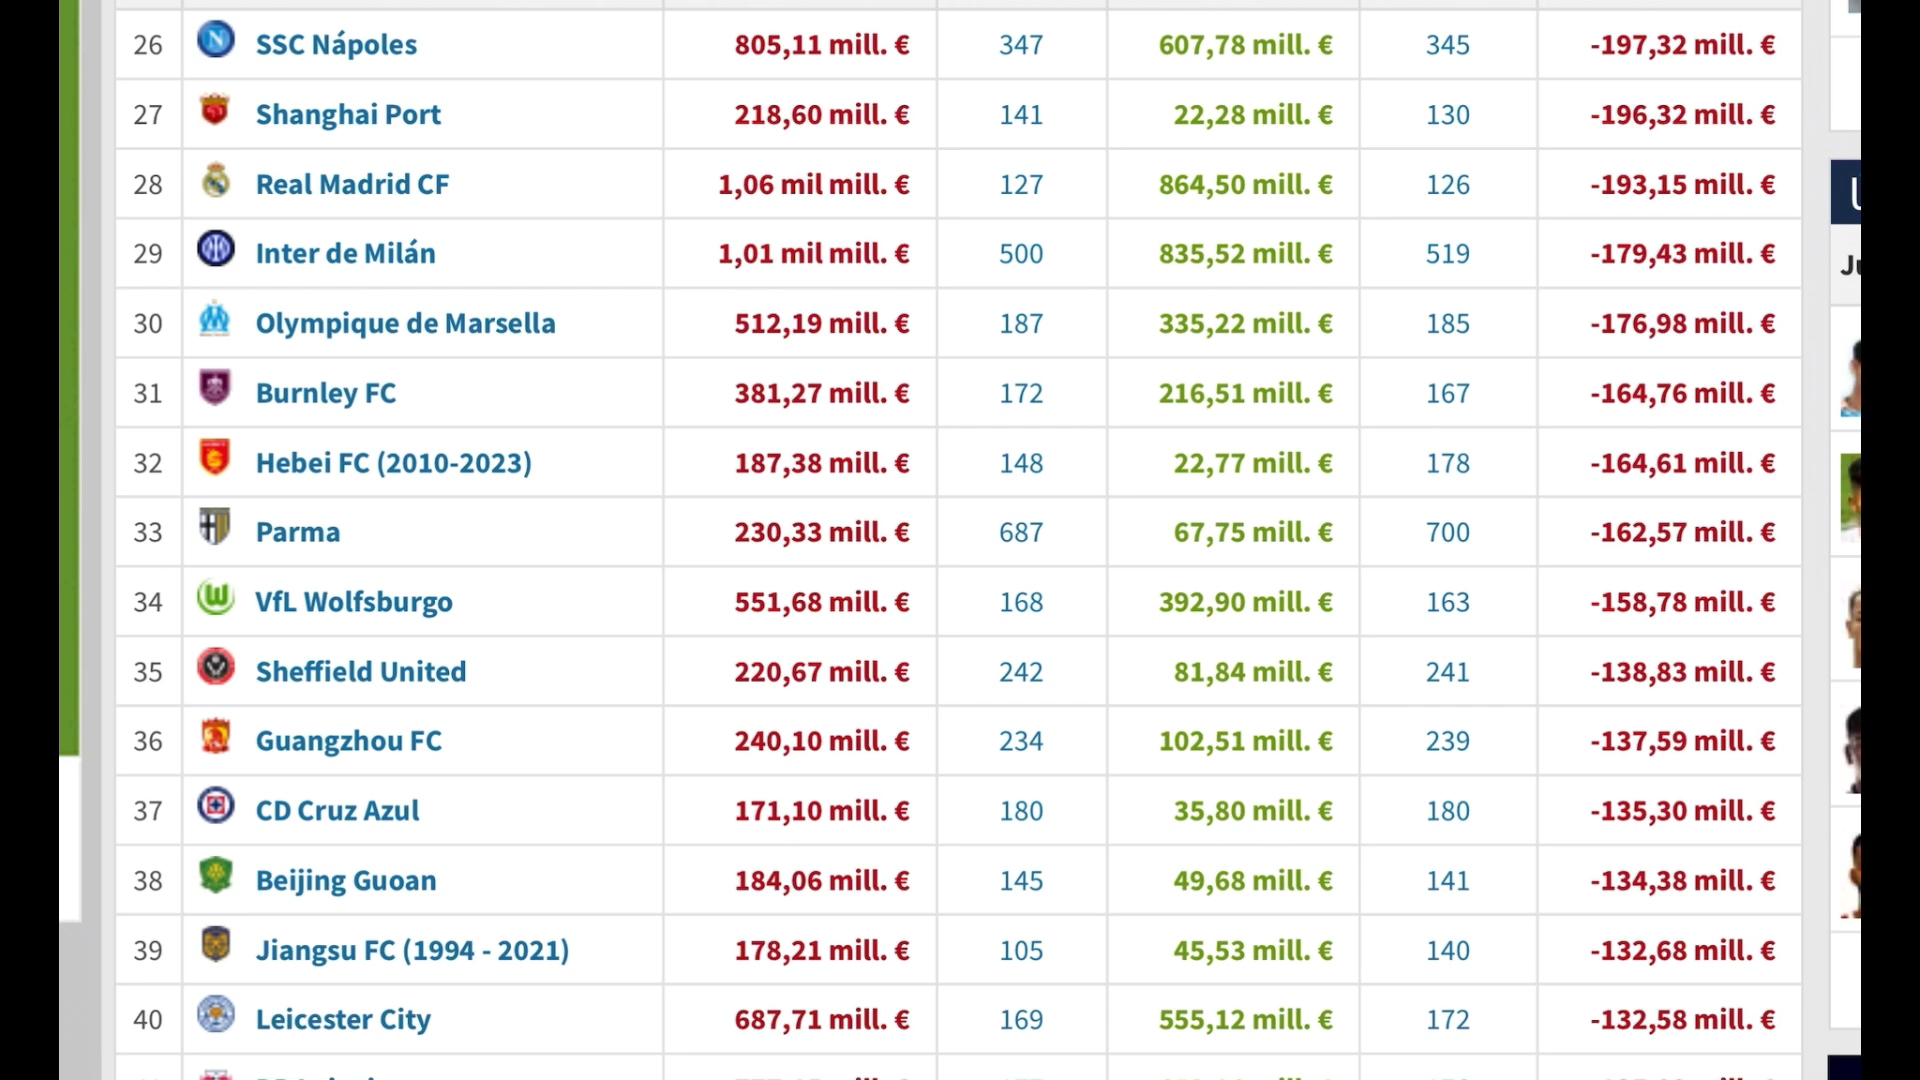 26 SSC Nápoles 805,11 mill. € 347 607,78 mill. € 345 -197,32 mill. €
27 Shanghai Port 218,60 mill. € 141 22,28 mill. € 130 -196,32 mill. €
28 Real Madrid CF 1,06 mil mill. € 127 864,50 mill. € 126 -193,15 mill. €
29 Inter de Milán 1,01 mil mill. € 500 835,52 mill. € 519 -179,43 mill. €
30 Olympique de Marsella 512,19 mill. € 187 335,22 mill. € 185 -176,98 mill. €
31 Burnley FC 381,27 mill. € 172 216,51 mill. € 167 -164,76 mill. €
32 Hebei FC (2010-2023) 187,38 mill. € 148 22,77 mill. € 178 -164,61 mill. €
33 Parma 230,33 mill. € 687 67,75 mill. € 700 -162,57 mill. €
34 VfL Wolfsburgo 551,68 mill. € 168 392,90 mill. € 163 -158,78 mill. €
35 Sheffield United 220,67 mill. € 242 81,84 mill. € 241 -138,83 mill. €
36 Guangzhou FC 240,10 mill. € 234 102,51 mill. € 239 -137,59 mill. €
37 CD Cruz Azul 171,10 mill. € 180 35,80 mill. € 180 -135,30 mill. €
38 Beijing Guoan 184,06 mill. € 145 49,68 mill. € 141 -134,38 mill. €
39 Jiangsu FC (1994 - 2021) 178,21 mill. € 105 45,53 mill. € 140 -132,68 mill. €
40 Leicester City 687,71 mill. € 169 555,12 mill. € 172 -132,58 mill. €